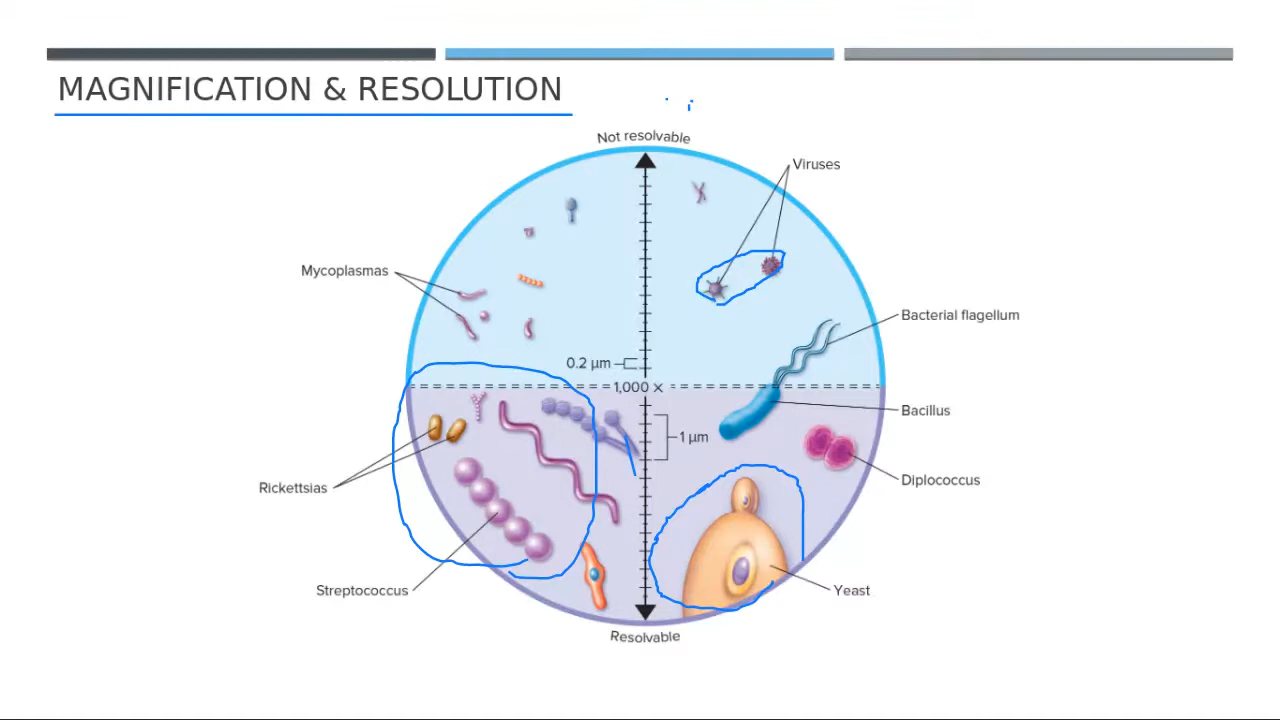 MAGNIFICATION & RESOLUTION
Not resolvable
Viruses
Mycoplasmas
Bacterial flagellum
0.2 µm
1,000 X
Bacillus
1 µm
Diplococcus
Rickettsias
Streptococcus
Yeast
Resolvable